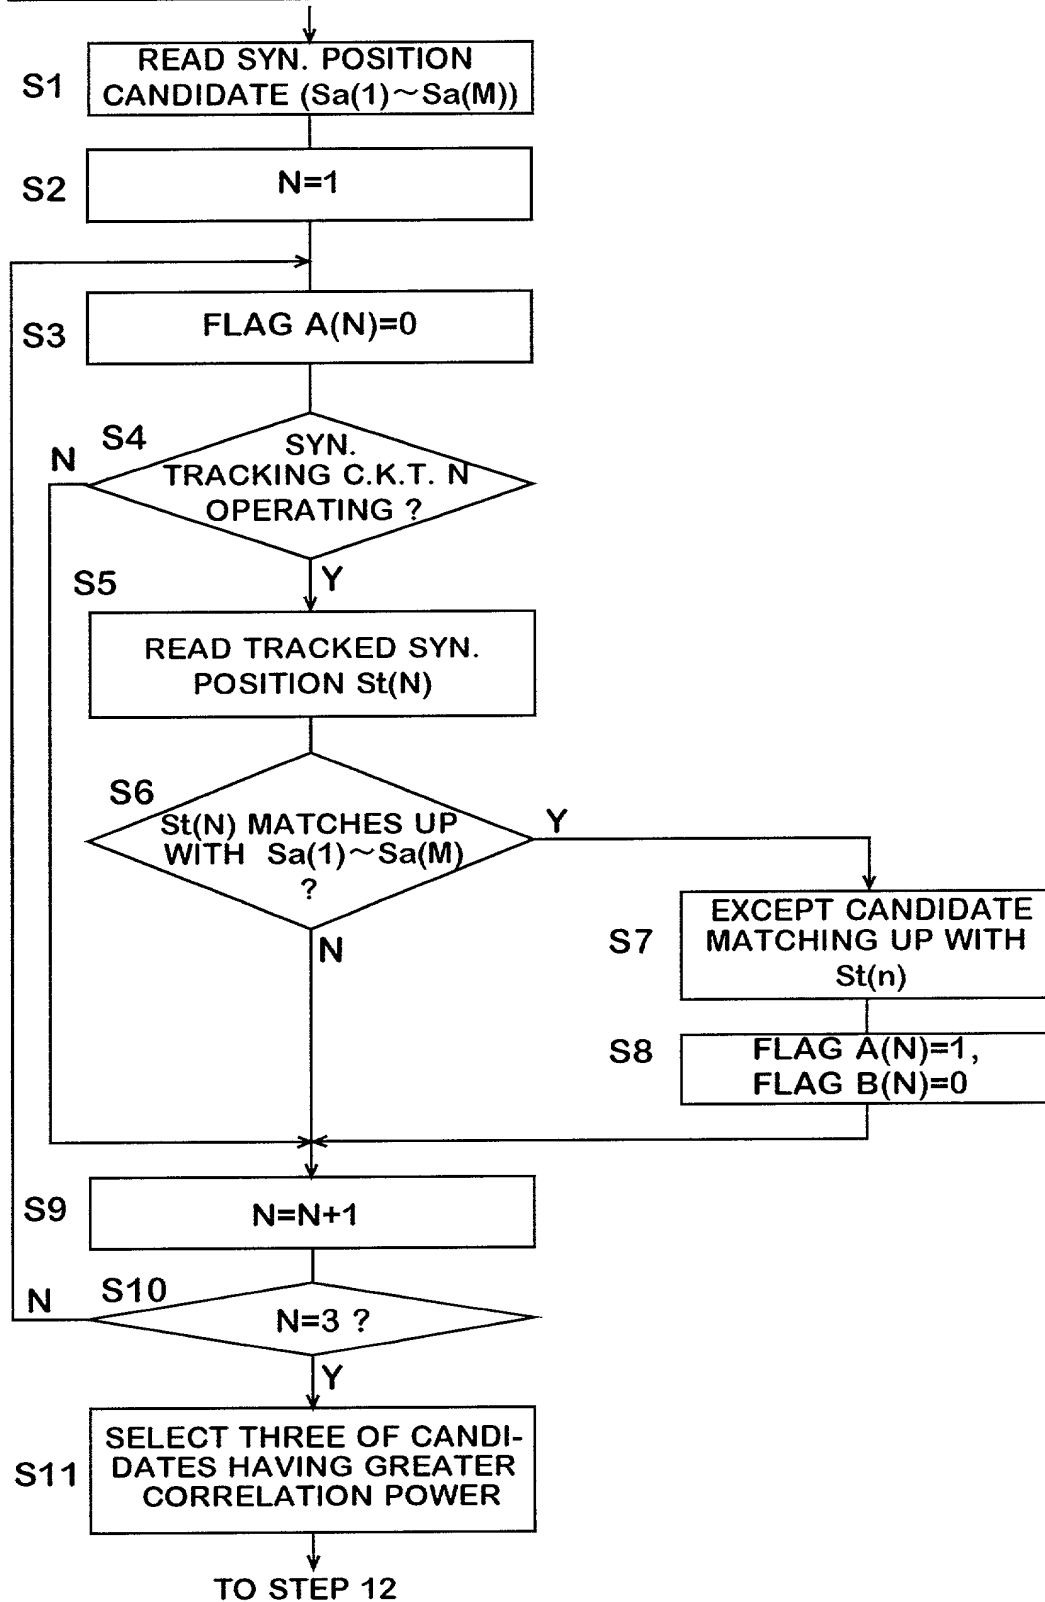 S1
READ SYN. POSITION
CANDIDATE (Sa(1)~Sa(M))
S2
N=1
S3
FLAG A(N)=0
S4
SYN.
TRACKING C.K.T. N
OPERATING ?
N
Y
S5
READ TRACKED SYN.
POSITION St(N)
S6
St(N) MATCHES UP
WITH Sa(1)~Sa(M)
?
Y
N
S7
EXCEPT CANDIDATE
MATCHING UP WITH
St(n)
S8
FLAG A(N)=1,
FLAG B(N)=0
S9
N=N+1
S10
N=3 ?
N
Y
S11
SELECT THREE OF CANDI-
DATES HAVING GREATER
CORRELATION POWER
TO STEP 12